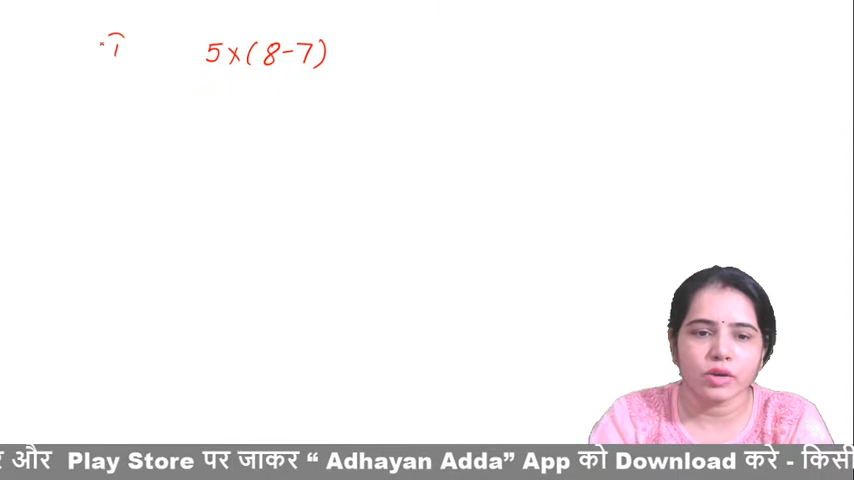 i 5×(8-7)
र और Play Store पर जाकर “ Adhayan Adda” App को Download करे - किसी